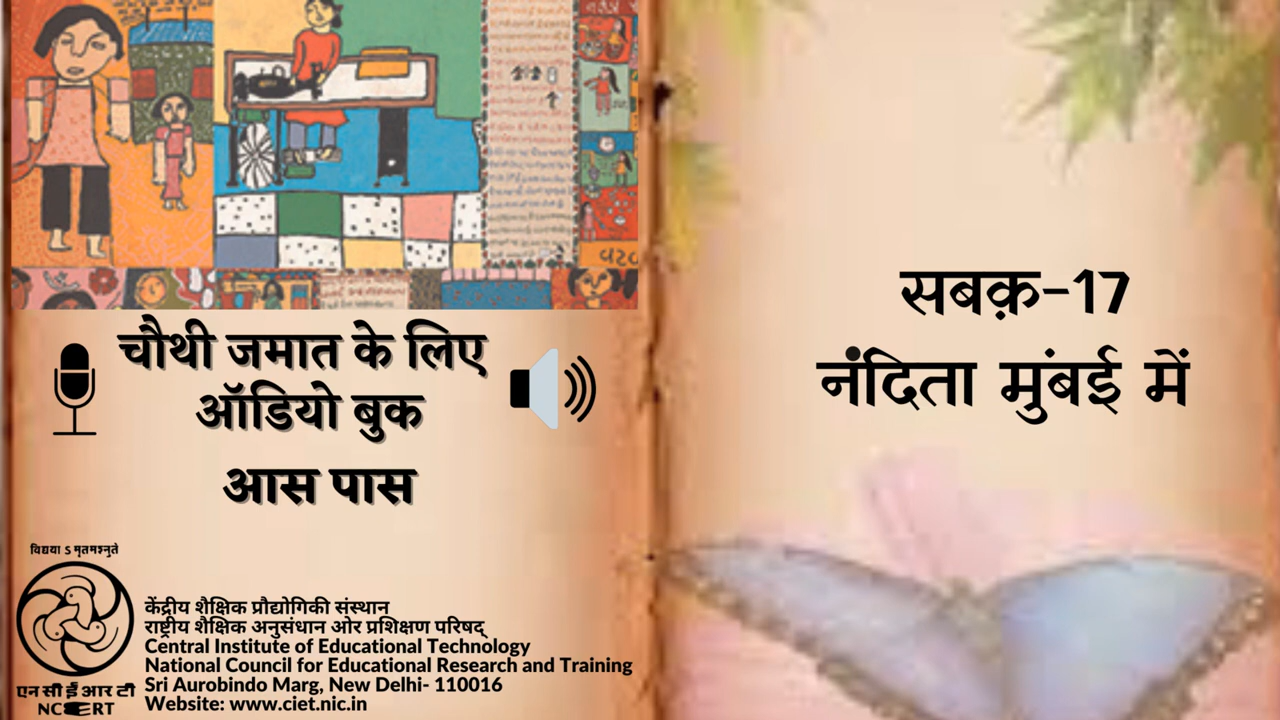 चौथी जमात के लिए
ऑडियो बुक
आस पास
विद्यया ऽ मृतमश्नुते
एन सी ई आर टी
NCERT
केंद्रीय शैक्षिक प्रौद्योगिकी संस्थान
राष्ट्रीय शैक्षिक अनुसंधान ओर प्रशिक्षण परिषद्
Central Institute of Educational Technology
National Council for Educational Research and Training
Sri Aurobindo Marg, New Delhi- 110016
Website: www.ciet.nic.in
सबक़-17
नंदिता मुंबई में